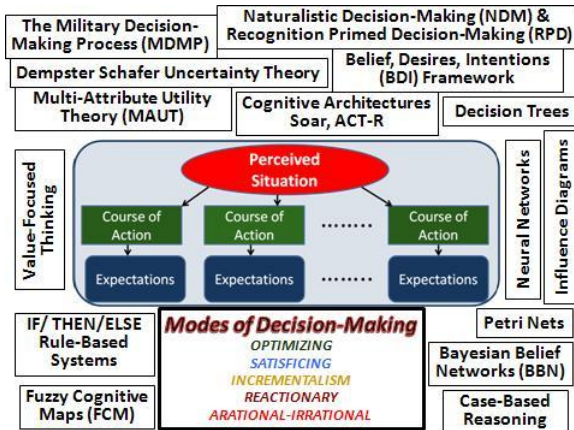 The Military Decision-
Making Process (MDMP)
Naturalistic Decision-Making (NDM) &
Recognition Primed Decision-Making (RPD)
Dempster Schafer Uncertainty Theory
Belief, Desires, Intentions
(BDI) Framework
Multi-Attribute Utility
Theory (MAUT)
Cognitive Architectures
Soar, ACT-R
Decision Trees
Value-Focused
Thinking
Perceived
Situation
Course of
Action
Course of
Action
........
Course of
Action
Expectations
Expectations
........
Expectations
Neural Networks
Influence Diagrams
IF/ THEN/ELSE
Rule-Based
Systems
Fuzzy Cognitive
Maps (FCM)
Modes of Decision-Making
OPTIMIZING
SATISFICING
INCREMENTALISM
REACTIONARY
ARATIONAL-IRRATIONAL
Petri Nets
Bayesian Belief
Networks (BBN)
Case-Based
Reasoning